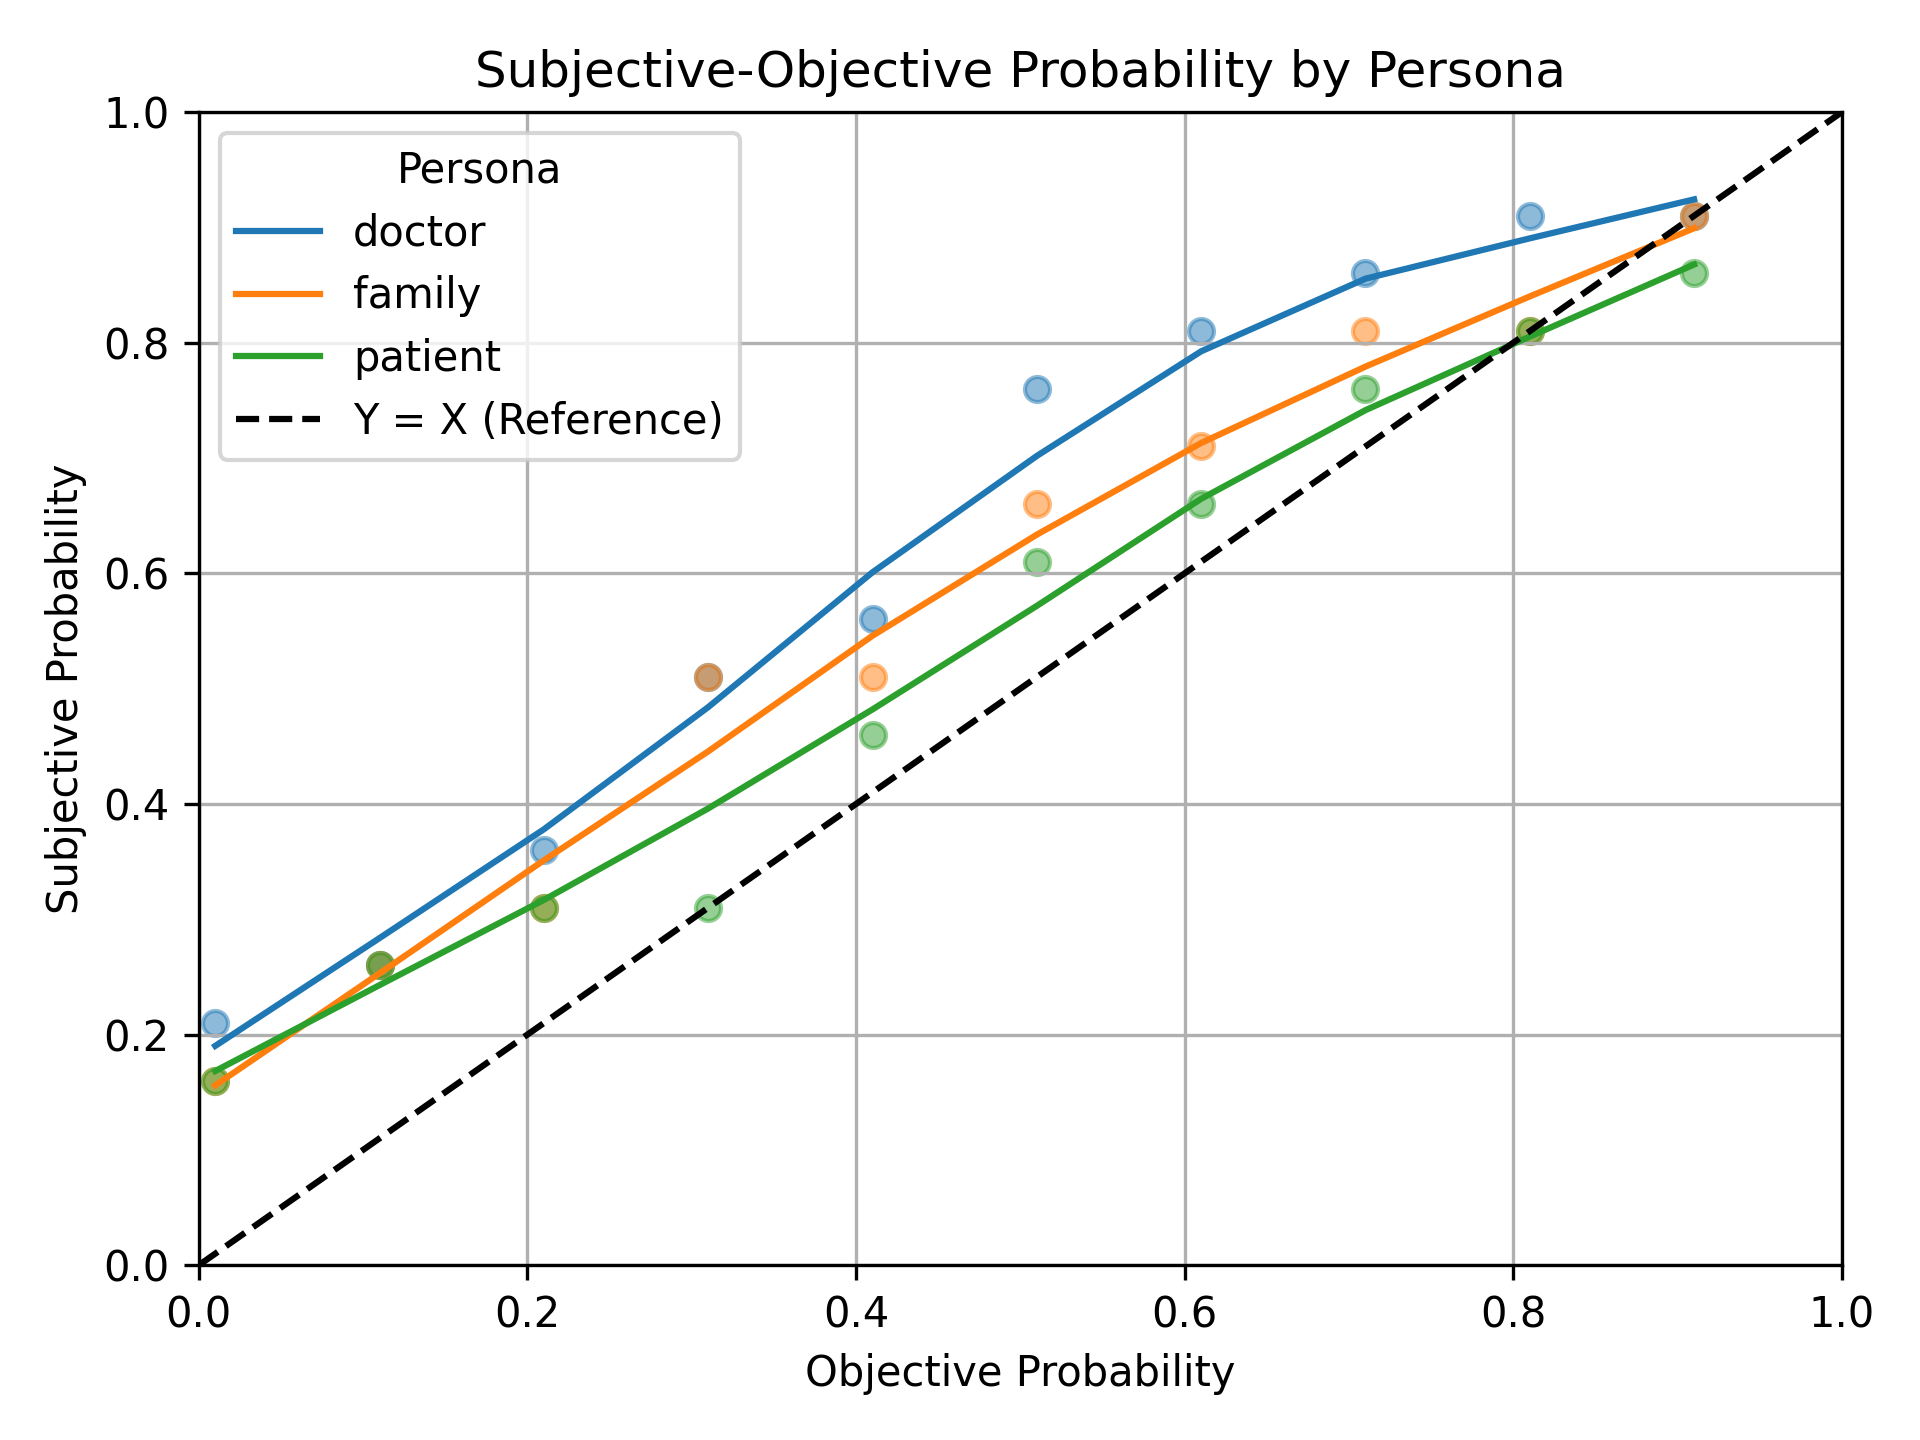 Subjective-Objective Probability by Persona
1.0
0.8
0.6
0.4
0.2
0.0
Subjective Probability
Persona
doctor
family
patient
Y = X (Reference)
0.0 0.2 0.4 0.6 0.8 1.0
Objective Probability